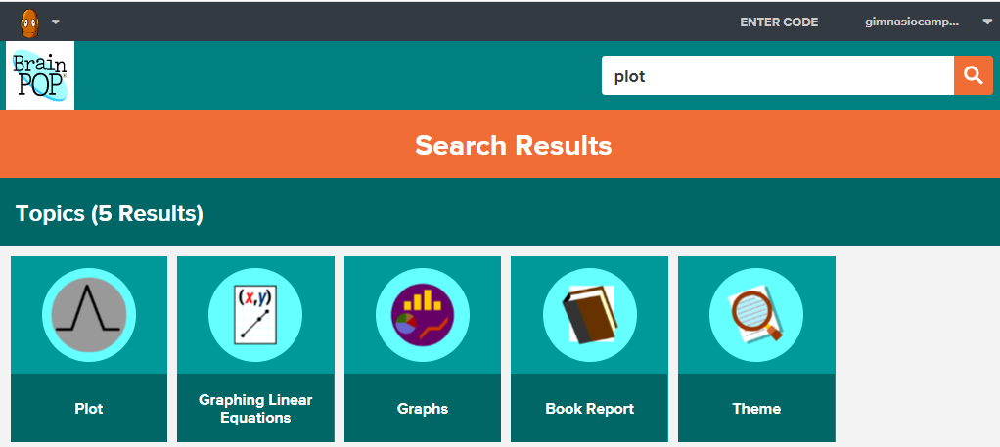 ENTER CODE gimnasiocamp...
Brain
POP
plot
Search Results
Topics (5 Results)
(x,y)
Plot
Graphing Linear
Equations
Graphs
Book Report
Theme